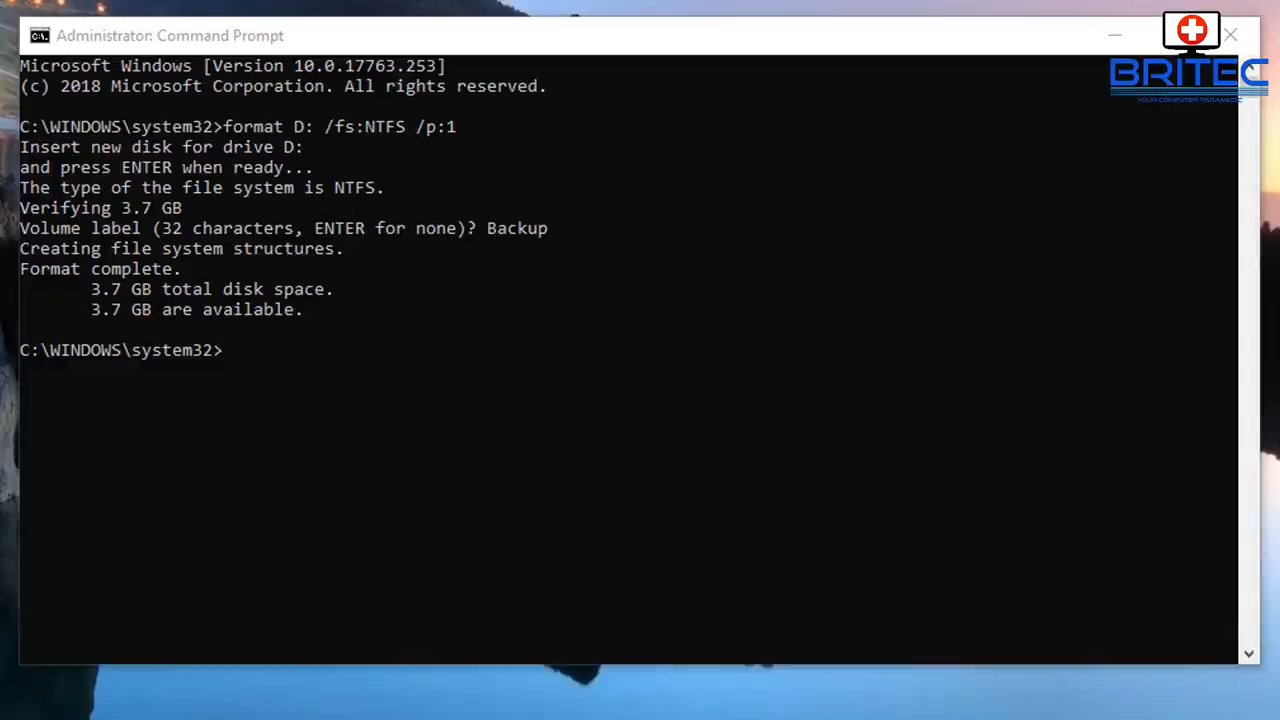 Administrator: Command Prompt
BRITEC
Microsoft Windows [Version 10.0.17763.253]
(c) 2018 Microsoft Corporation. All rights reserved.
C:\WINDOWS\system32>format D: /fs:NTFS /p:1
Insert new disk for drive D:
and press ENTER when ready...
The type of the file system is NTFS.
Verifying 3.7 GB
Volume label (32 characters, ENTER for none)? Backup
Creating file system structures.
Format complete.
3.7 GB total disk space.
3.7 GB are available.
C:\WINDOWS\system32>